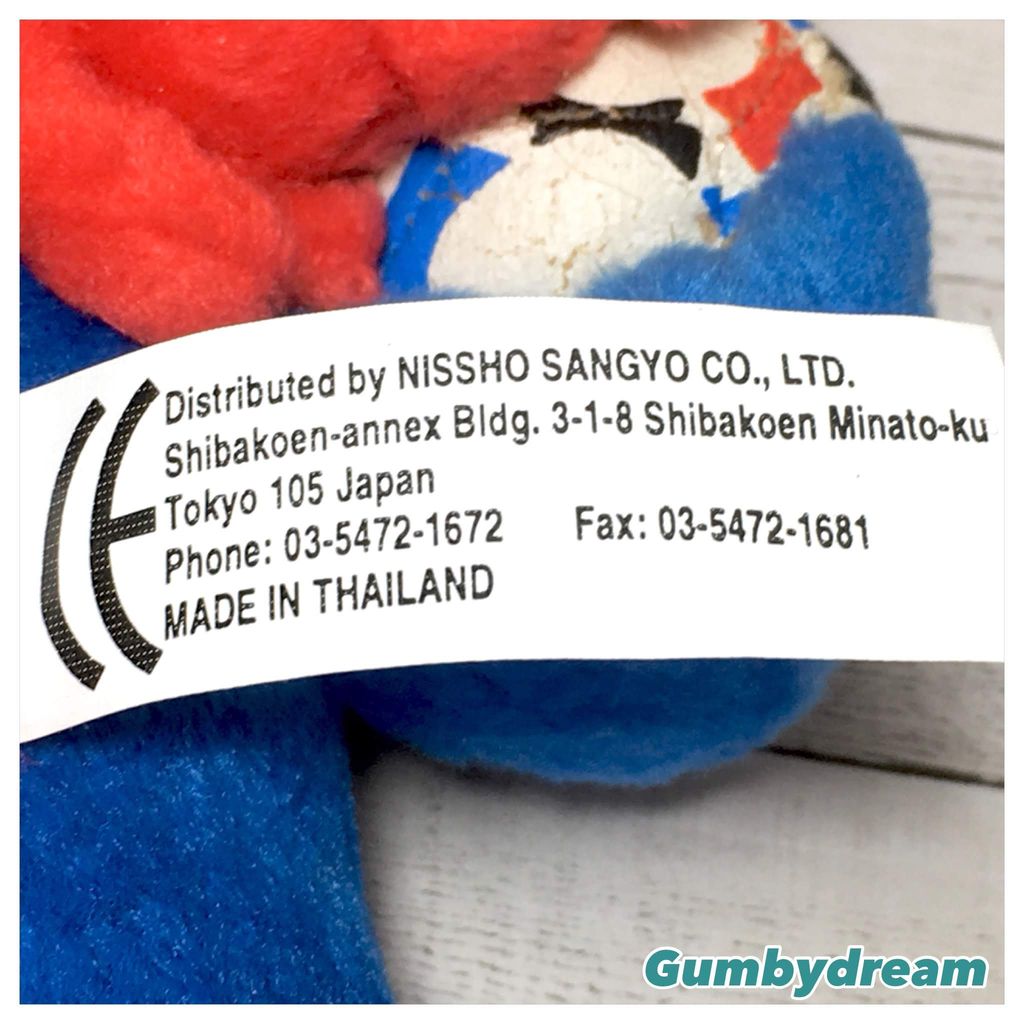 CE
Distributed by NISSHO SANGYO CO., LTD.
Shibakoen-annex Bldg. 3-1-8 Shibakoen Minato-ku
Tokyo 105 Japan
Phone: 03-5472-1672 Fax: 03-5472-1681
MADE IN THAILAND
Gumbydream